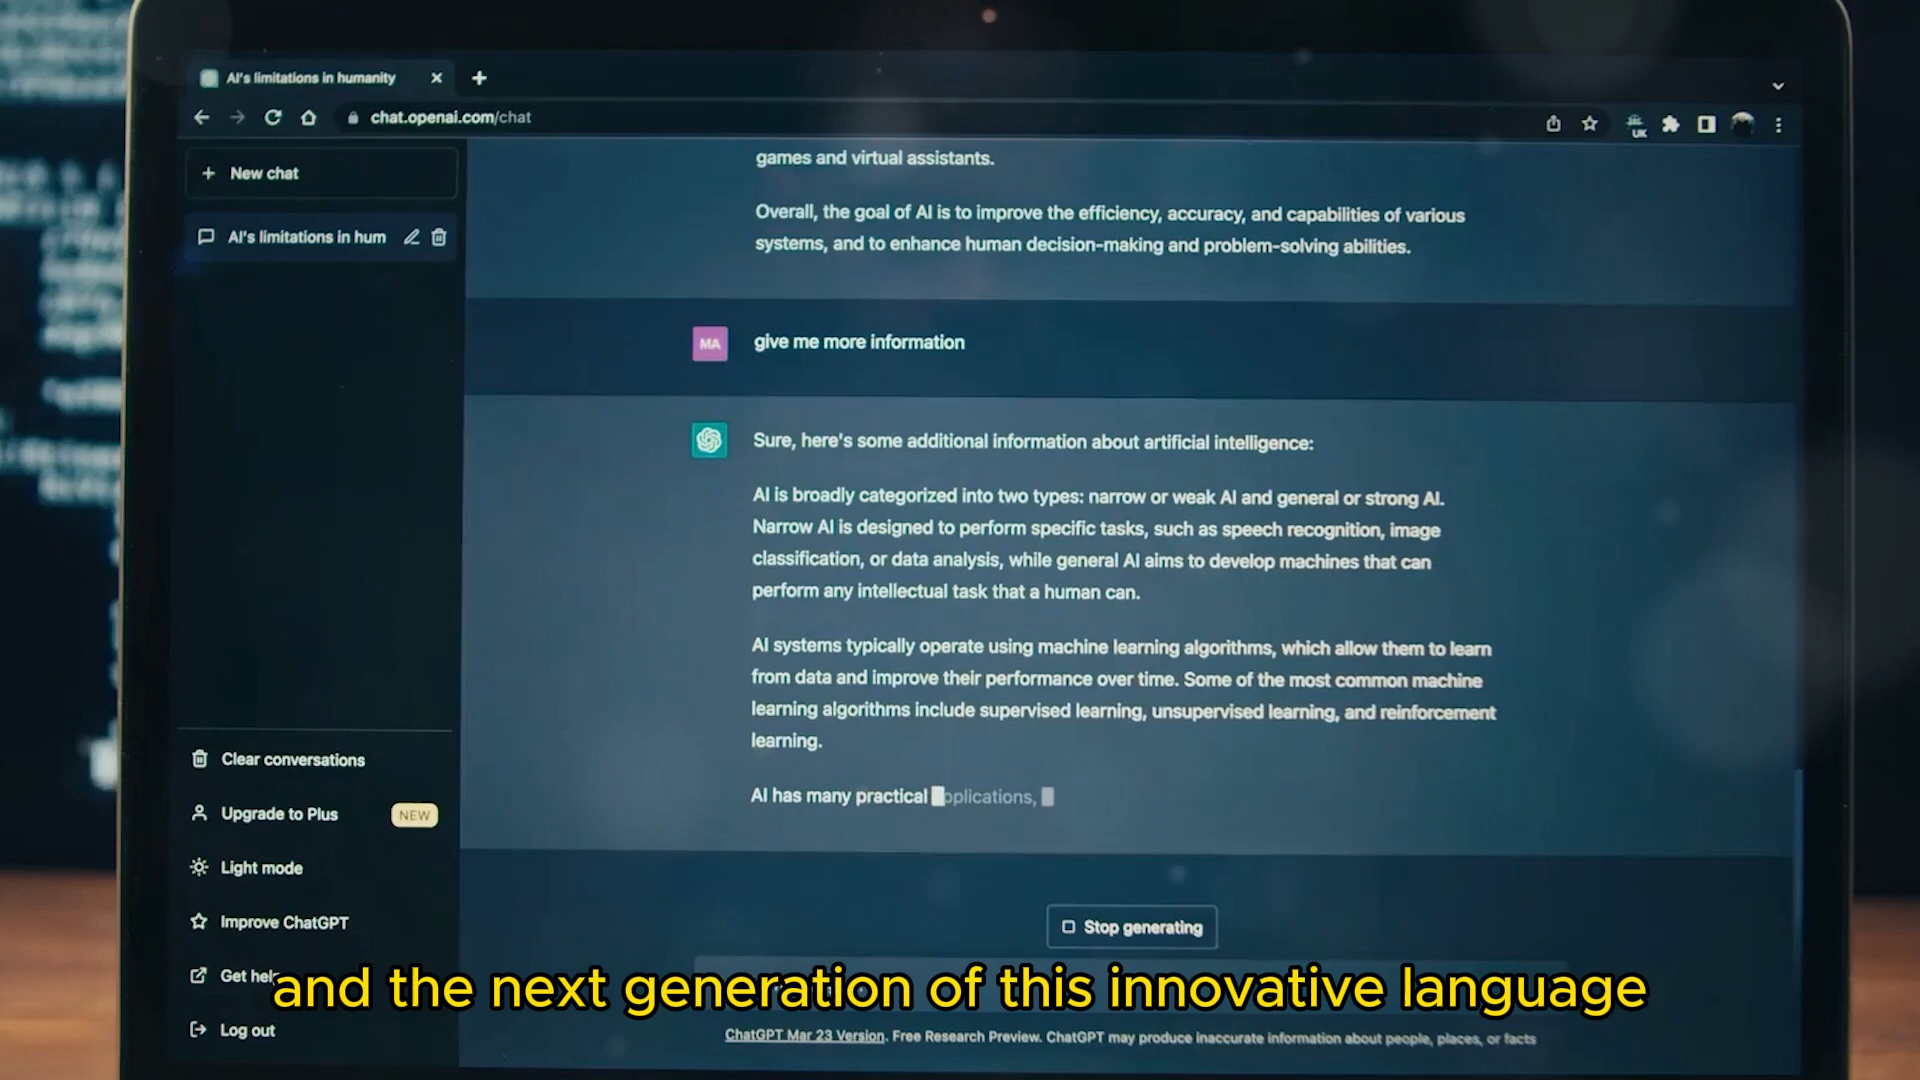 AI's limitations in humanity
chat.openai.com/chat
UK
New chat
AI's limitations in hum
games and virtual assistants.
Overall, the goal of AI is to improve the efficiency, accuracy, and capabilities of various
systems, and to enhance human decision-making and problem-solving abilities.
MA
give me more information
Sure, here's some additional information about artificial intelligence:
AI is broadly categorized into two types: narrow or weak AI and general or strong AI.
Narrow AI is designed to perform specific tasks, such as speech recognition, image
classification, or data analysis, while general AI aims to develop machines that can
perform any intellectual task that a human can.
AI systems typically operate using machine learning algorithms, which allow them to learn
from data and improve their performance over time. Some of the most common machine
learning algorithms include supervised learning, unsupervised learning, and reinforcement
learning.
AI has many practical pplications,
Clear conversations
Upgrade to Plus NEW
Light mode
Improve ChatGPT
Get help
Log out
Stop generating
and the next generation of this innovative language
ChatGPT Mar 23 Version. Free Research Preview. ChatGPT may produce inaccurate information about people, places, or facts